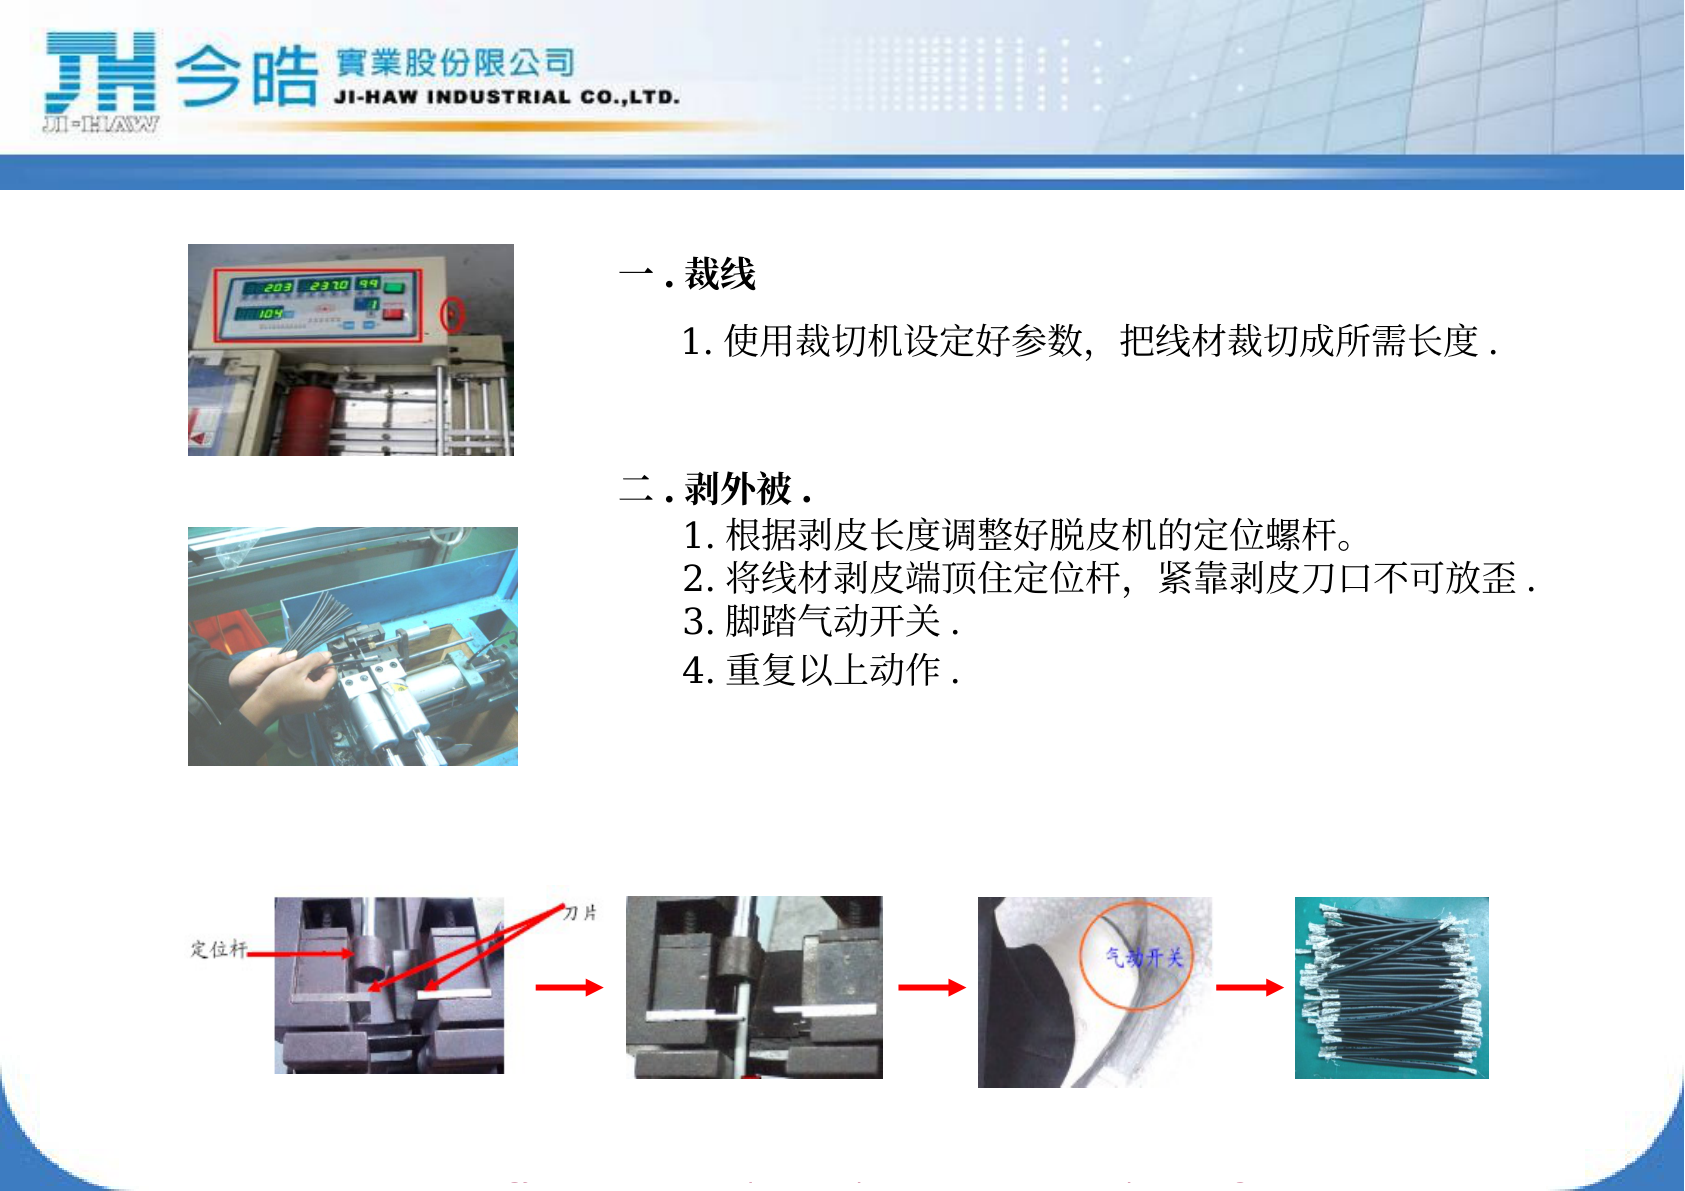 今皓 實業股份限公司
JI-HAW INDUSTRIAL CO.,LTD.
JI-HAW
一 . 裁线
1. 使用裁切机设定好参数，把线材裁切成所需长度 .
二 . 剥外被 .
1. 根据剥皮长度调整好脱皮机的定位螺杆。
2. 将线材剥皮端顶住定位杆，紧靠剥皮刀口不可放歪 .
3. 脚踏气动开关 .
4. 重复以上动作 .
刀片
定位杆
气动开关
203 237.0 99
104 1